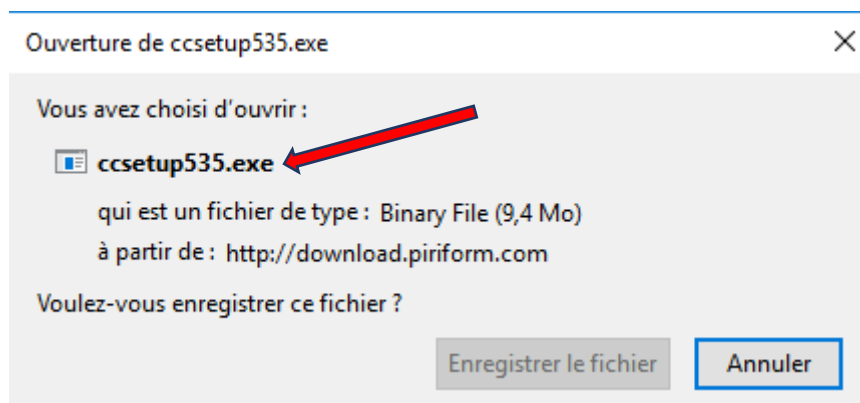 Ouverture de ccsetup535.exe
Vous avez choisi d'ouvrir :
ccsetup535.exe
qui est un fichier de type : Binary File (9,4 Mo)
à partir de : http://download.piriform.com
Voulez-vous enregistrer ce fichier ?
Enregistrer le fichier Annuler